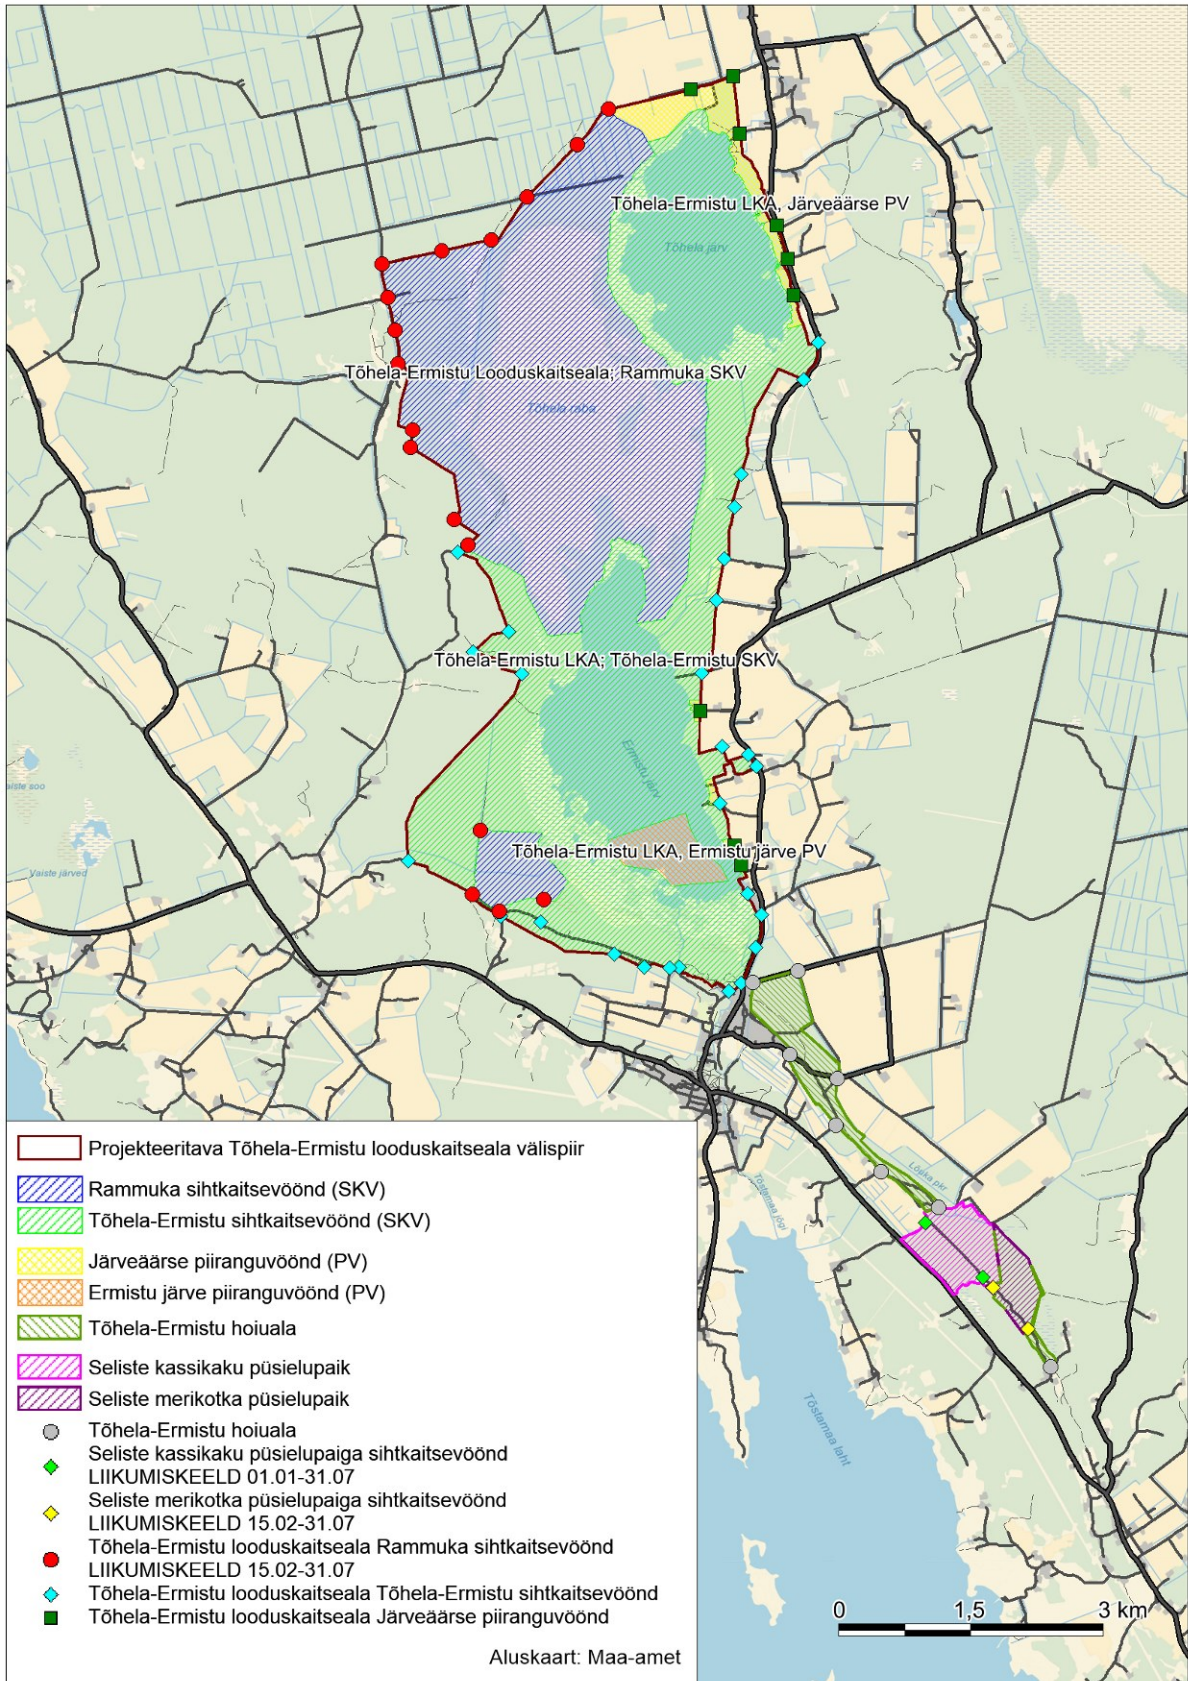 Tõhela-Ermistu LKA, Järveäärse PV
Tõhela järv
Tõhela-Ermistu Looduskaitseala; Rammuka SKV
Tõhela raba
Tõhela-Ermistu LKA; Tõhela-Ermistu SKV
Ermistu järv
aiste soo
Tõhela-Ermistu LKA, Ermistu järve PV
Vaiste järved
Lõpka pkr
Tõstamaa jõgi
Tõstamaa laht
Projekteeritava Tõhela-Ermistu looduskaitseala välispiir
Rammuka sihtkaitsevöönd (SKV)
Tõhela-Ermistu sihtkaitsevöönd (SKV)
Järveäärse piiranguvöönd (PV)
Ermistu järve piiranguvöönd (PV)
Tõhela-Ermistu hoiuala
Seliste kassikaku püsielupaik
Seliste merikotka püsielupaik
Tõhela-Ermistu hoiuala
Seliste kassikaku püsielupaiga sihtkaitsevöönd
LIIKUMISKEELD 01.01-31.07
Seliste merikotka püsielupaiga sihtkaitsevöönd
LIIKUMISKEELD 15.02-31.07
Tõhela-Ermistu looduskaitseala Rammuka sihtkaitsevöönd
LIIKUMISKEELD 15.02-31.07
Tõhela-Ermistu looduskaitseala Tõhela-Ermistu sihtkaitsevöönd
Tõhela-Ermistu looduskaitseala Järveäärse piiranguvöönd
Aluskaart: Maa-amet
0 1,5 3 km